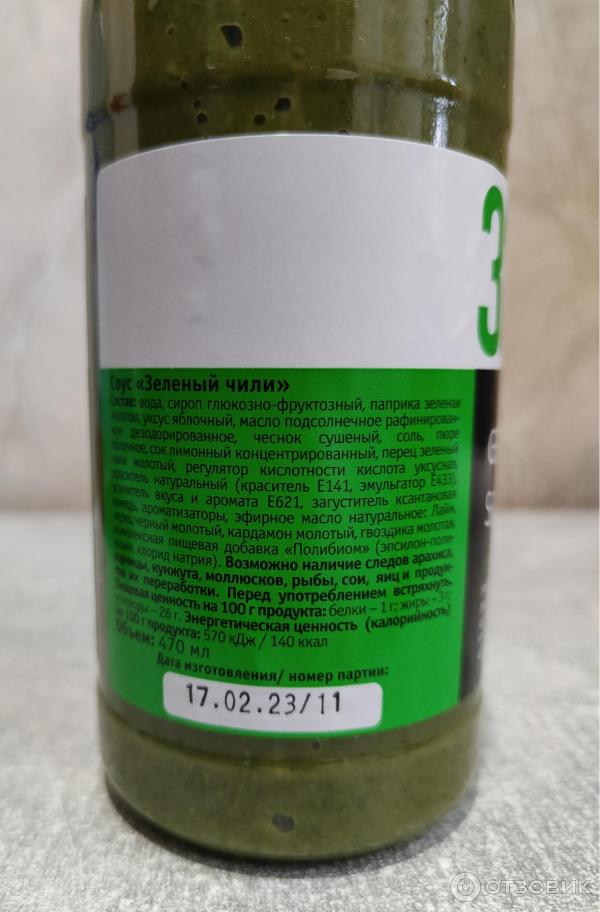 З
Соус «Зеленый чили»
Состав: вода, сироп глюкозно-фруктозный, паприка зеленая
молотая, уксус яблочный, масло подсолнечное рафинирован-
ное дезодорированное, чеснок сушеный, соль, пюре
яблочное, сок лимонный концентрированный, перец зеленый
чили молотый, регулятор кислотности кислота уксусная,
краситель натуральный (краситель Е141, эмульгатор Е433),
усилитель вкуса и аромата Е621, загуститель ксантановая
камедь, ароматизаторы, эфирное масло натуральное: Лайм,
перец черный молотый, кардамон молотый, гвоздика молотая,
комплексная пищевая добавка «Полибиом» (эпсилон-поли-
лизин, хлорид натрия). Возможно наличие следов арахиса,
горчицы, кунжута, моллюсков, рыбы, сои, яиц и продук-
тов их переработки. Перед употреблением встряхнуть.
Пищевая ценность на 100 г продукта: белки – 1 г; жиры – 3 г;
углеводы – 26 г. Энергетическая ценность (калорийность)
на 100 г продукта: 570 кДж / 140 ккал
Объем: 470 мл
Дата изготовления/ номер партии:
17.02.23/11
ОТЗОВИК